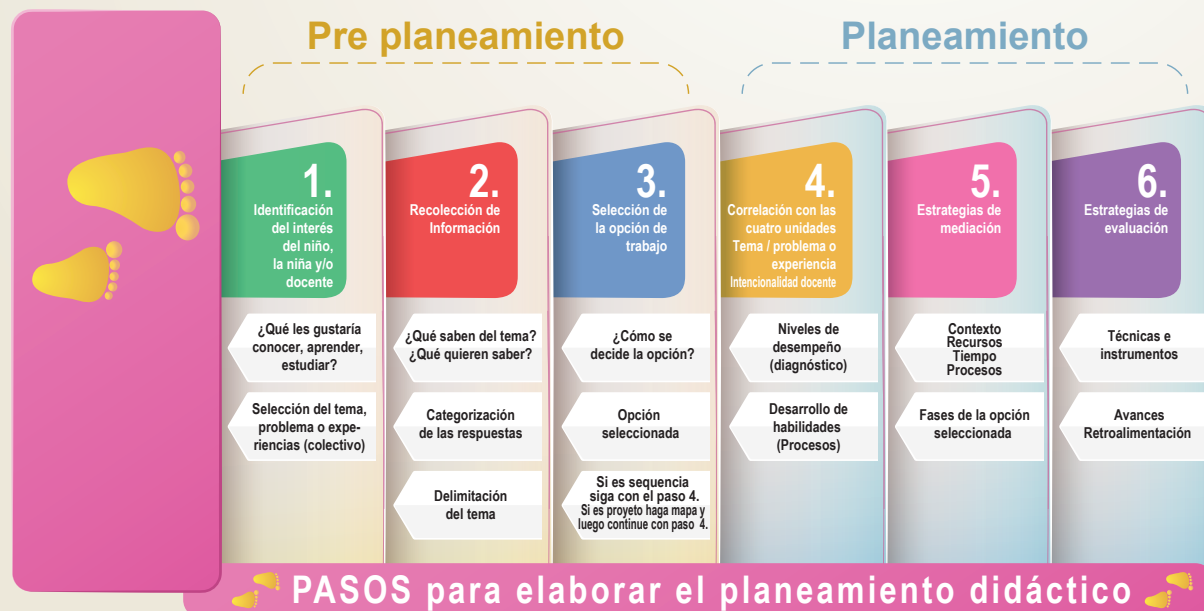 Pre planeamiento
Planeamiento
1.
Identificación
del interés
del niño,
la niña y/o
docente
¿Qué les gustaría
conocer, aprender,
estudiar?
Selección del tema,
problema o expe-
riencias (colectivo)
2.
Recolección de
Información
¿Qué saben del tema?
¿Qué quieren saber?
Categorización
de las respuestas
Delimitación
del tema
3.
Selección de
la opción de
trabajo
¿Cómo se
decide la opción?
Opción
seleccionada
Si es sequencia
siga con el paso 4.
Si es proyeto haga mapa y
luego continue con paso 4.
4.
Correlación con las
cuatro unidades
Tema / problema o
experiencia
Intencionalidad docente
Niveles de
desempeño
(diagnóstico)
Desarrollo de
habilidades
(Procesos)
5.
Estrategias de
mediación
Contexto
Recursos
Tiempo
Procesos
Fases de la opción
seleccionada
6.
Estrategias de
evaluación
Técnicas e
instrumentos
Avances
Retroalimentación
PASOS para elaborar el planeamiento didáctico